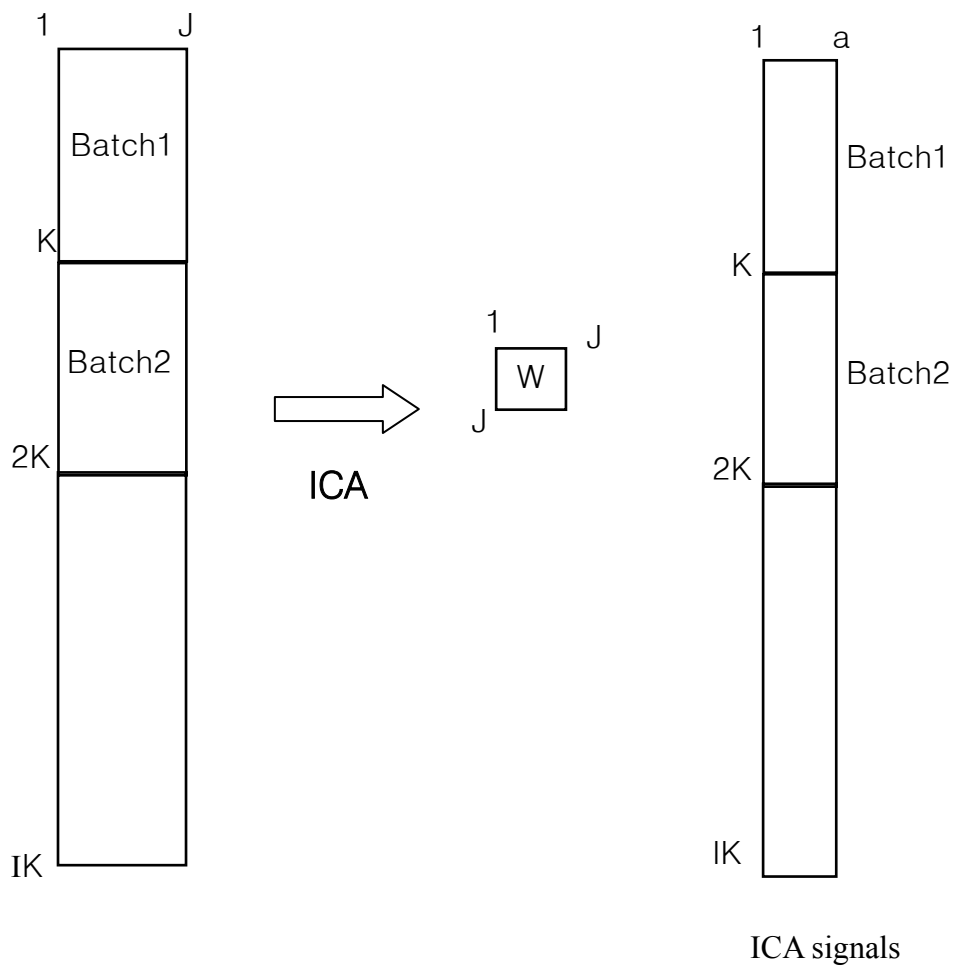 1 J
Batch1
K
Batch2
2K
IK
ICA
1
J
W
J
1 a
Batch1
K
Batch2
2K
IK
ICA signals